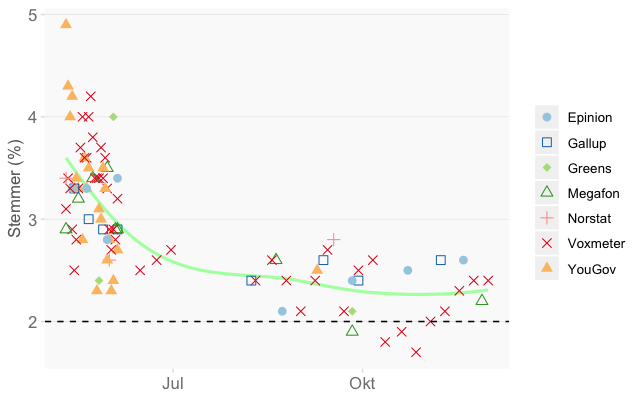 5
4
3
2
Stemmer (%)
Jul
Okt
Epinion
Gallup
Greens
Megafon
Norstat
Voxmeter
YouGov